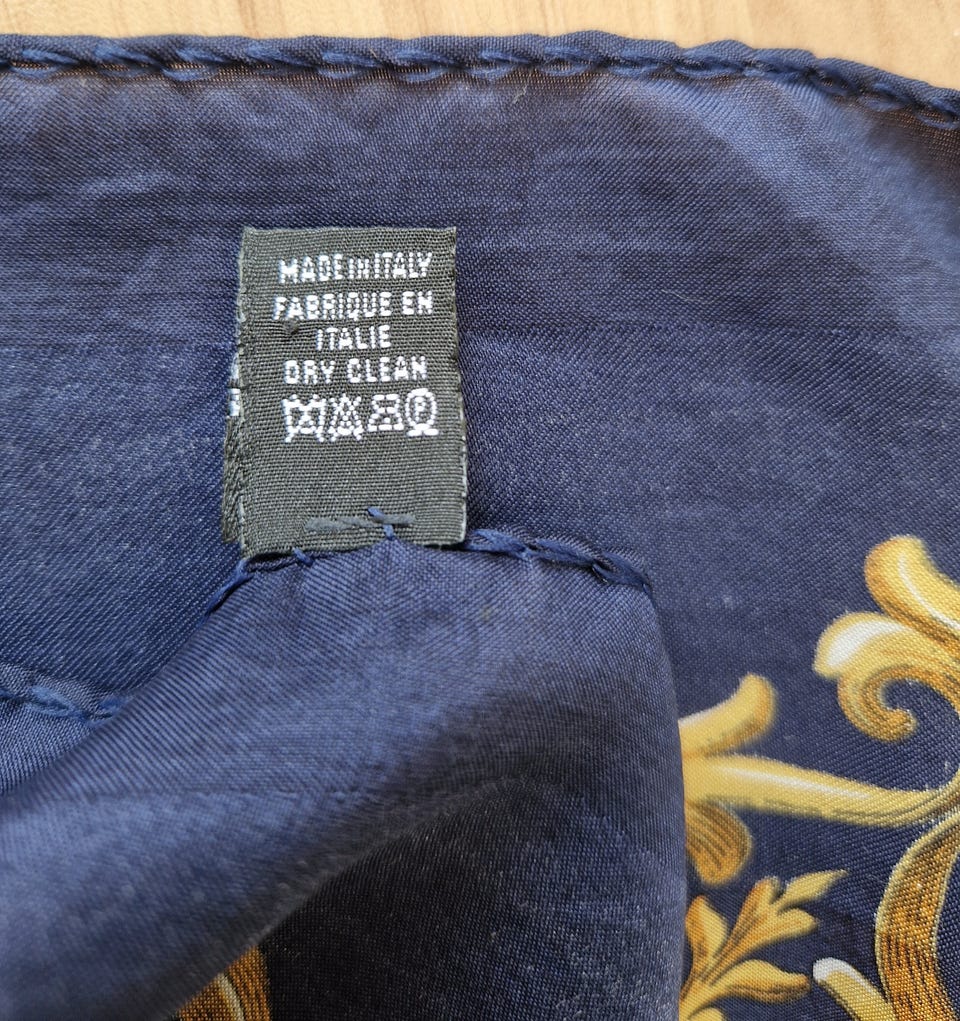 MADE in ITALY
FABRIQUE EN
ITALIE
DRY CLEAN
P